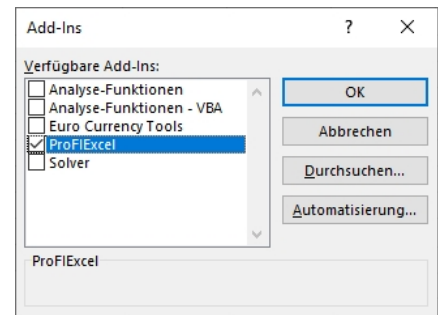 Add-Ins ? ×
Verfügbare Add-Ins:
Analyse-Funktionen
Analyse-Funktionen - VBA
Euro Currency Tools
ProFIExcel
Solver
OK
Abbrechen
Durchsuchen...
Automatisierung...
ProFIExcel